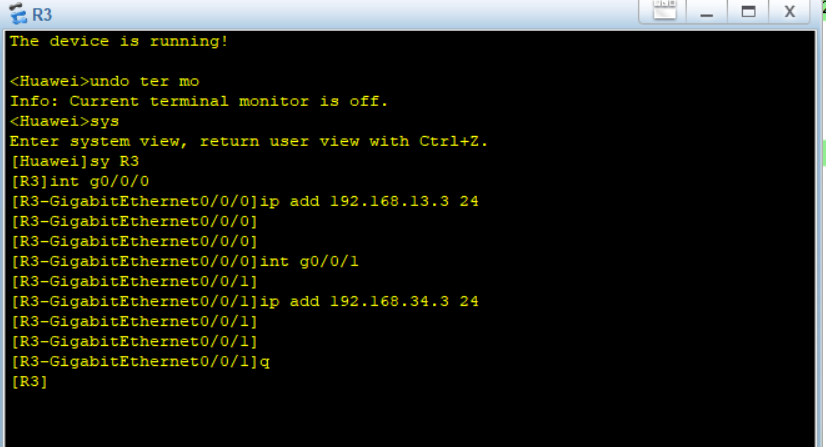 R3
The device is running!
<Huawei>undo ter mo
Info: Current terminal monitor is off.
<Huawei>sys
Enter system view, return user view with Ctrl+Z.
[Huawei]sy R3
[R3]int g0/0/0
[R3-GigabitEthernet0/0/0]ip add 192.168.13.3 24
[R3-GigabitEthernet0/0/0]
[R3-GigabitEthernet0/0/0]
[R3-GigabitEthernet0/0/0]int g0/0/1
[R3-GigabitEthernet0/0/1]
[R3-GigabitEthernet0/0/1]ip add 192.168.34.3 24
[R3-GigabitEthernet0/0/1]
[R3-GigabitEthernet0/0/1]
[R3-GigabitEthernet0/0/1]q
[R3]